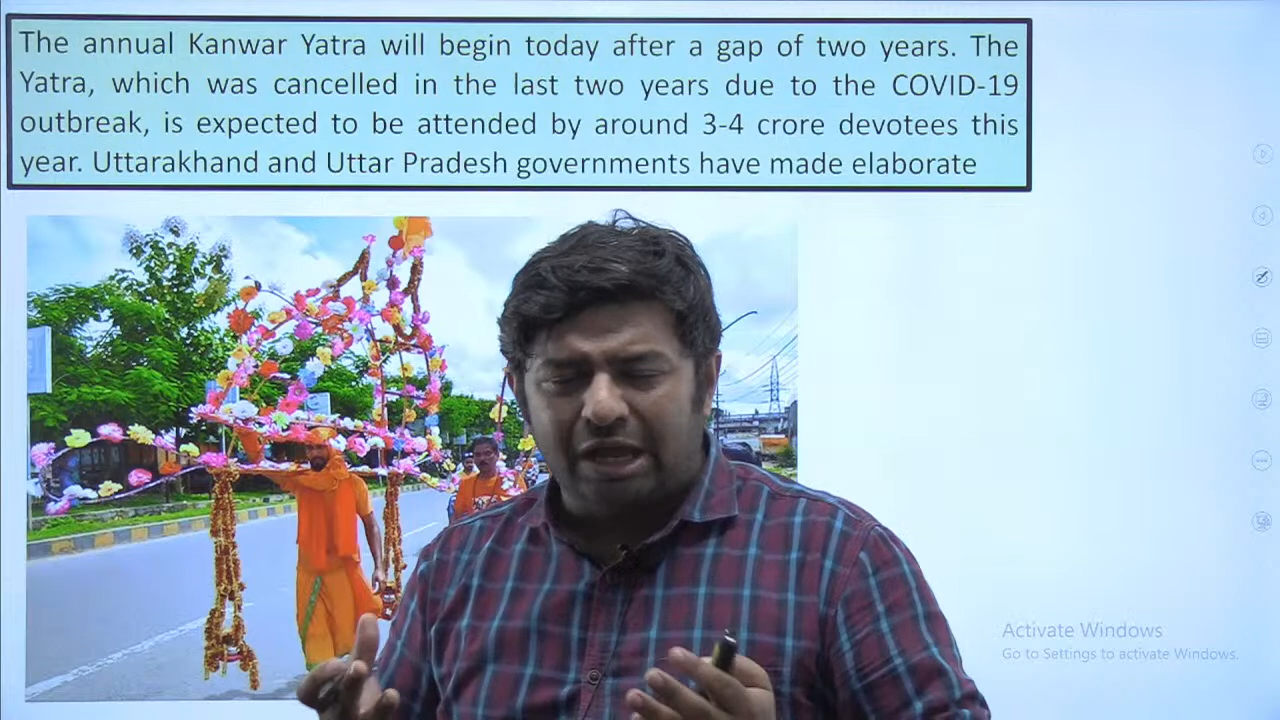 The annual Kanwar Yatra will begin today after a gap of two years. The
Yatra, which was cancelled in the last two years due to the COVID-19
outbreak, is expected to be attended by around 3-4 crore devotees this
year. Uttarakhand and Uttar Pradesh governments have made elaborate
Activate Windows
Go to Settings to activate Windows.